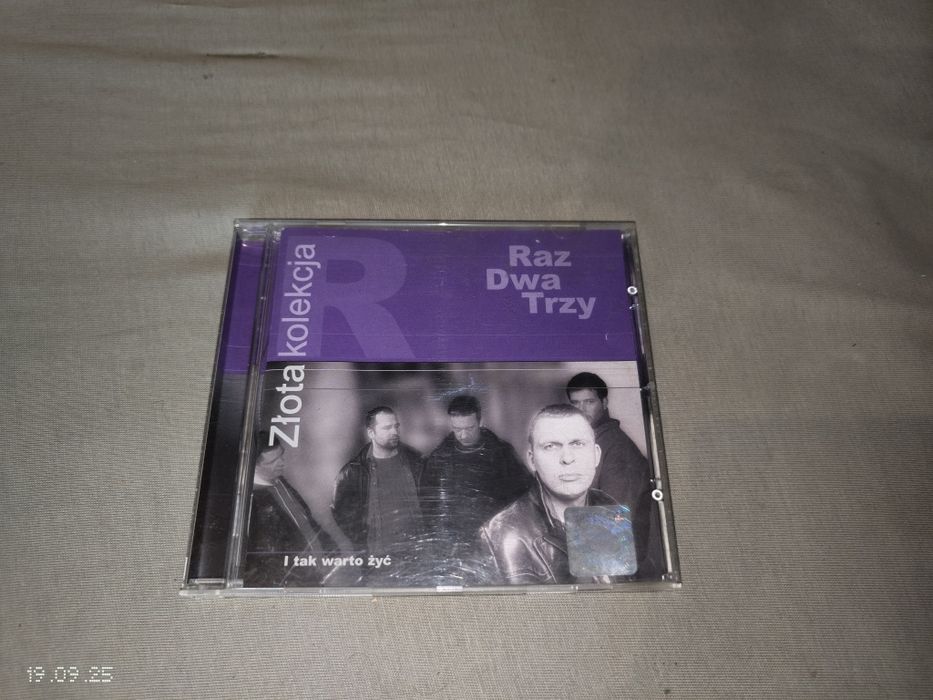 Złota kolekcja
R
Raz
Dwa
Trzy
I tak warto żyć
19.09.25